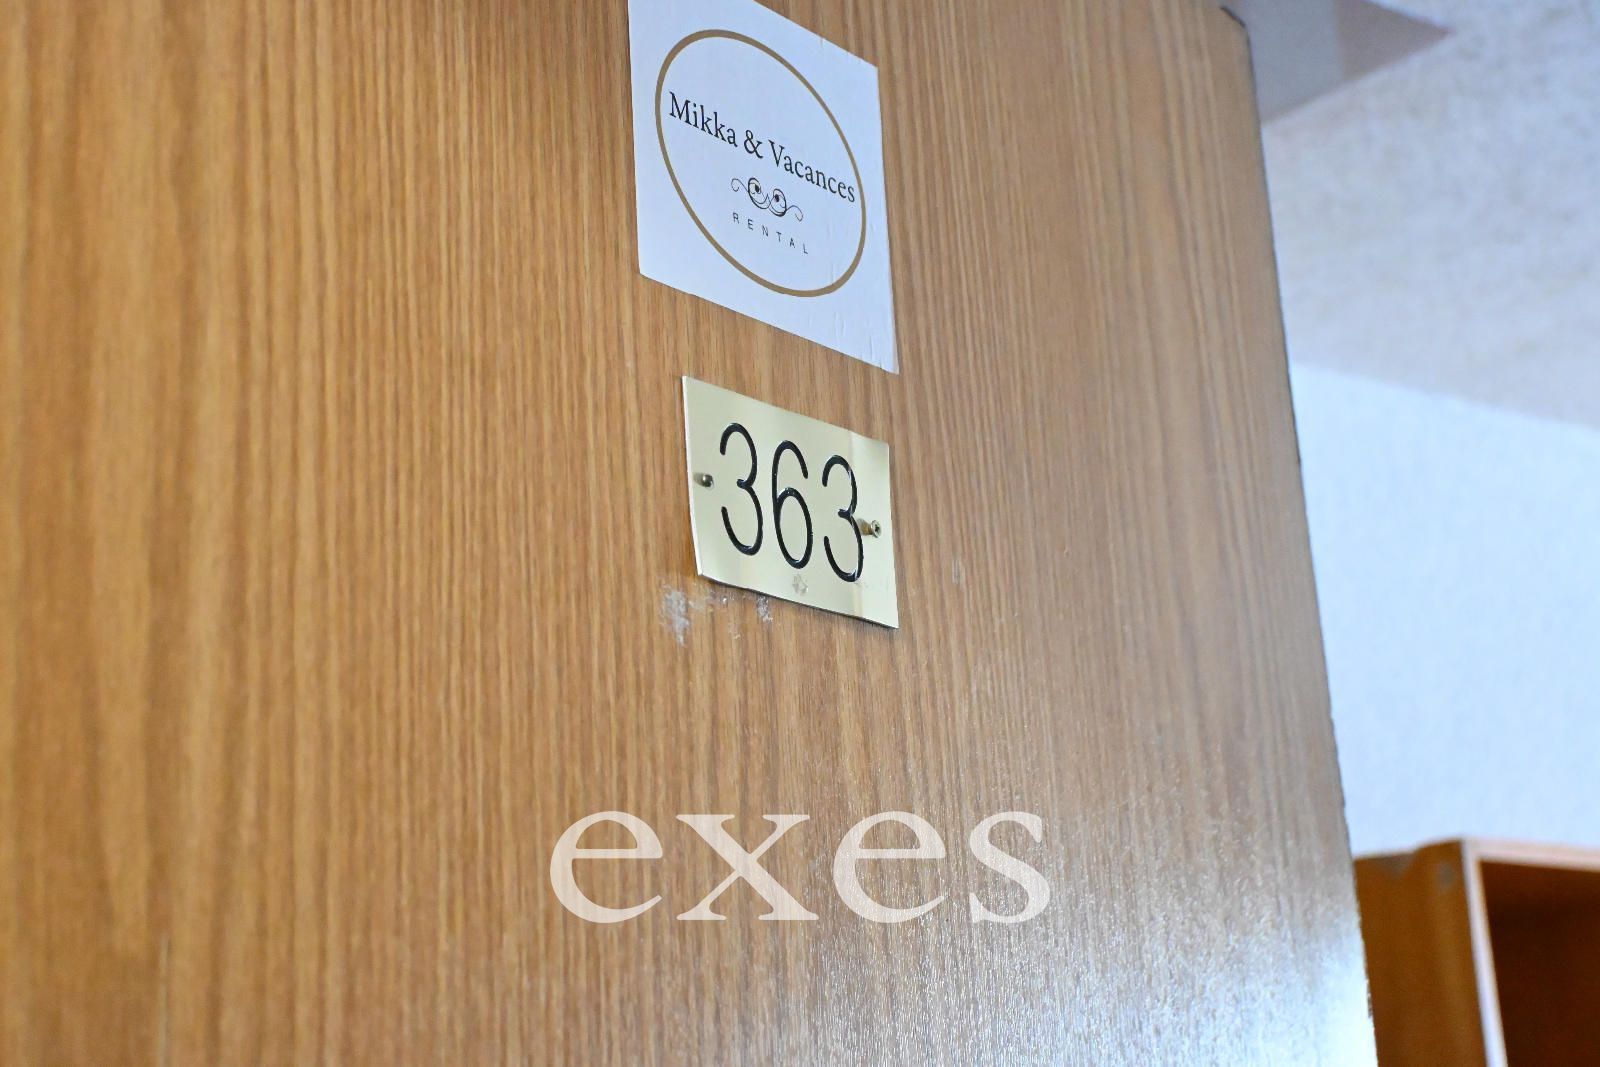 Mikka & Vacances
RENTAL
363
exes